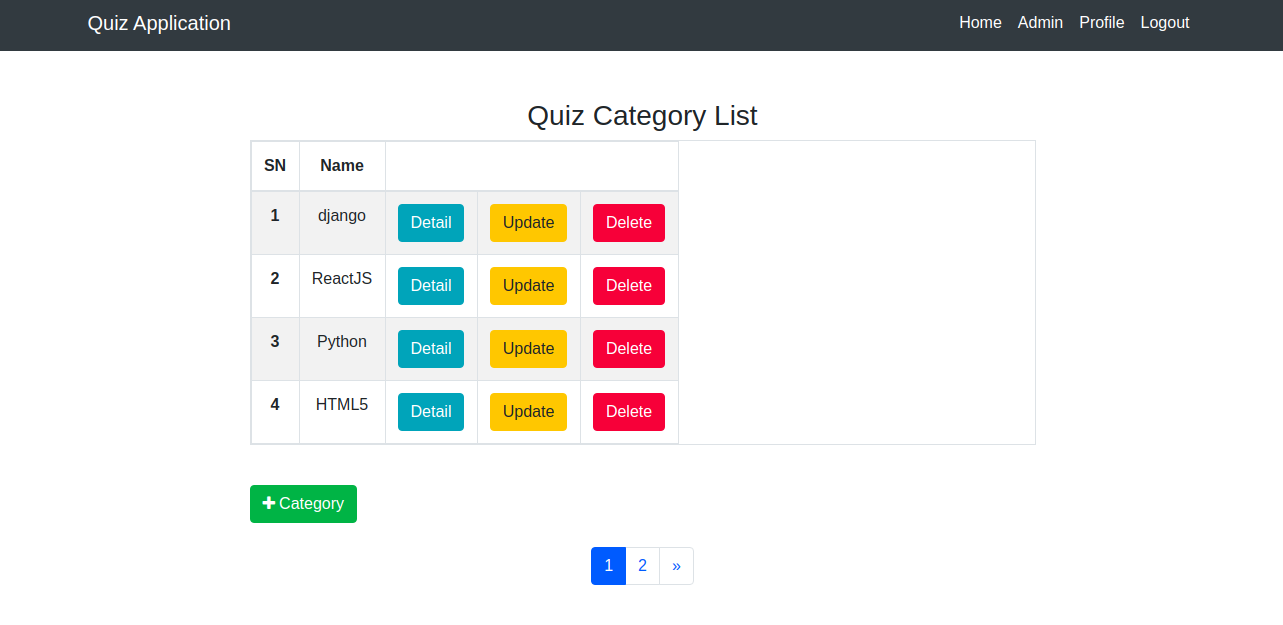 Quiz Application Home Admin Profile Logout
Quiz Category List
SN Name
1 django Detail Update Delete
2 ReactJS Detail Update Delete
3 Python Detail Update Delete
4 HTML5 Detail Update Delete
+ Category
1 2 »